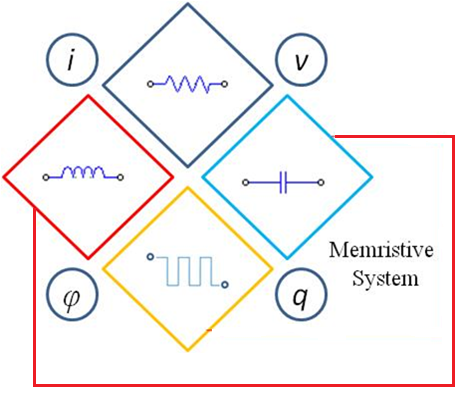 i
v
Memristive
System
φ
q